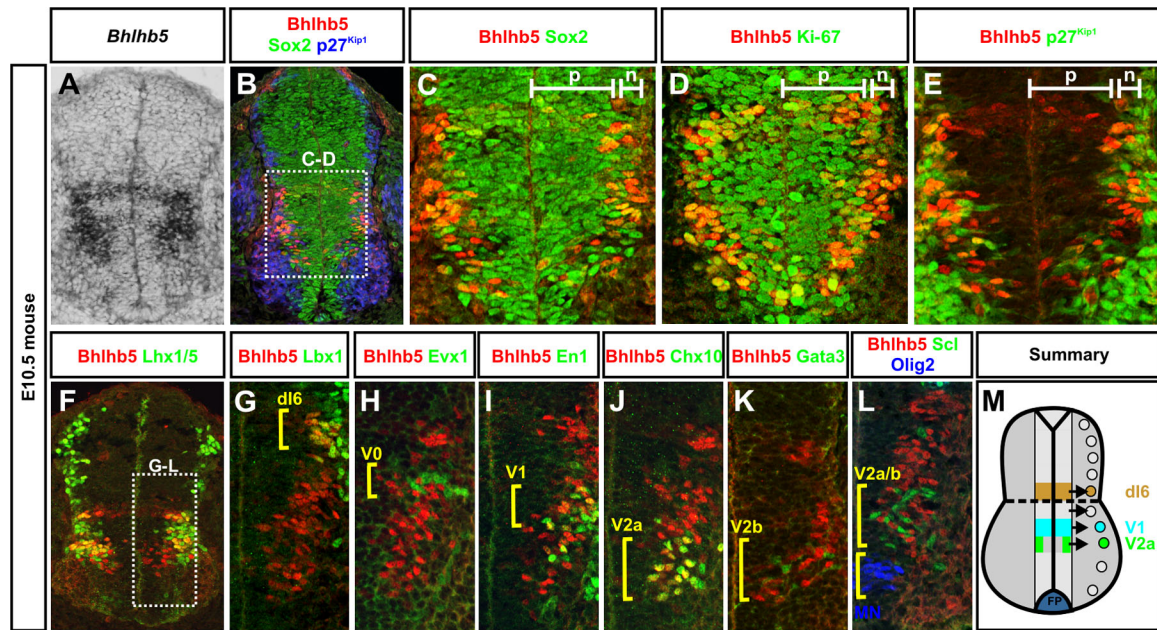 Bhlhb5
Bhlhb5
Sox2 p27Kip1
Bhlhb5 Sox2
Bhlhb5 Ki-67
Bhlhb5 p27Kip1
E10.5 mouse
A
B
C-D
C
p
n
D
p
n
E
p
n
Bhlhb5 Lhx1/5
Bhlhb5 Lbx1
Bhlhb5 Evx1
Bhlhb5 En1
Bhlhb5 Chx10
Bhlhb5 Gata3
Bhlhb5 Scl
Olig2
Summary
F
G-L
G
dI6
H
V0
I
V1
J
V2a
K
V2b
L
V2a/b
MN
M
dI6
V1
V2a
FP